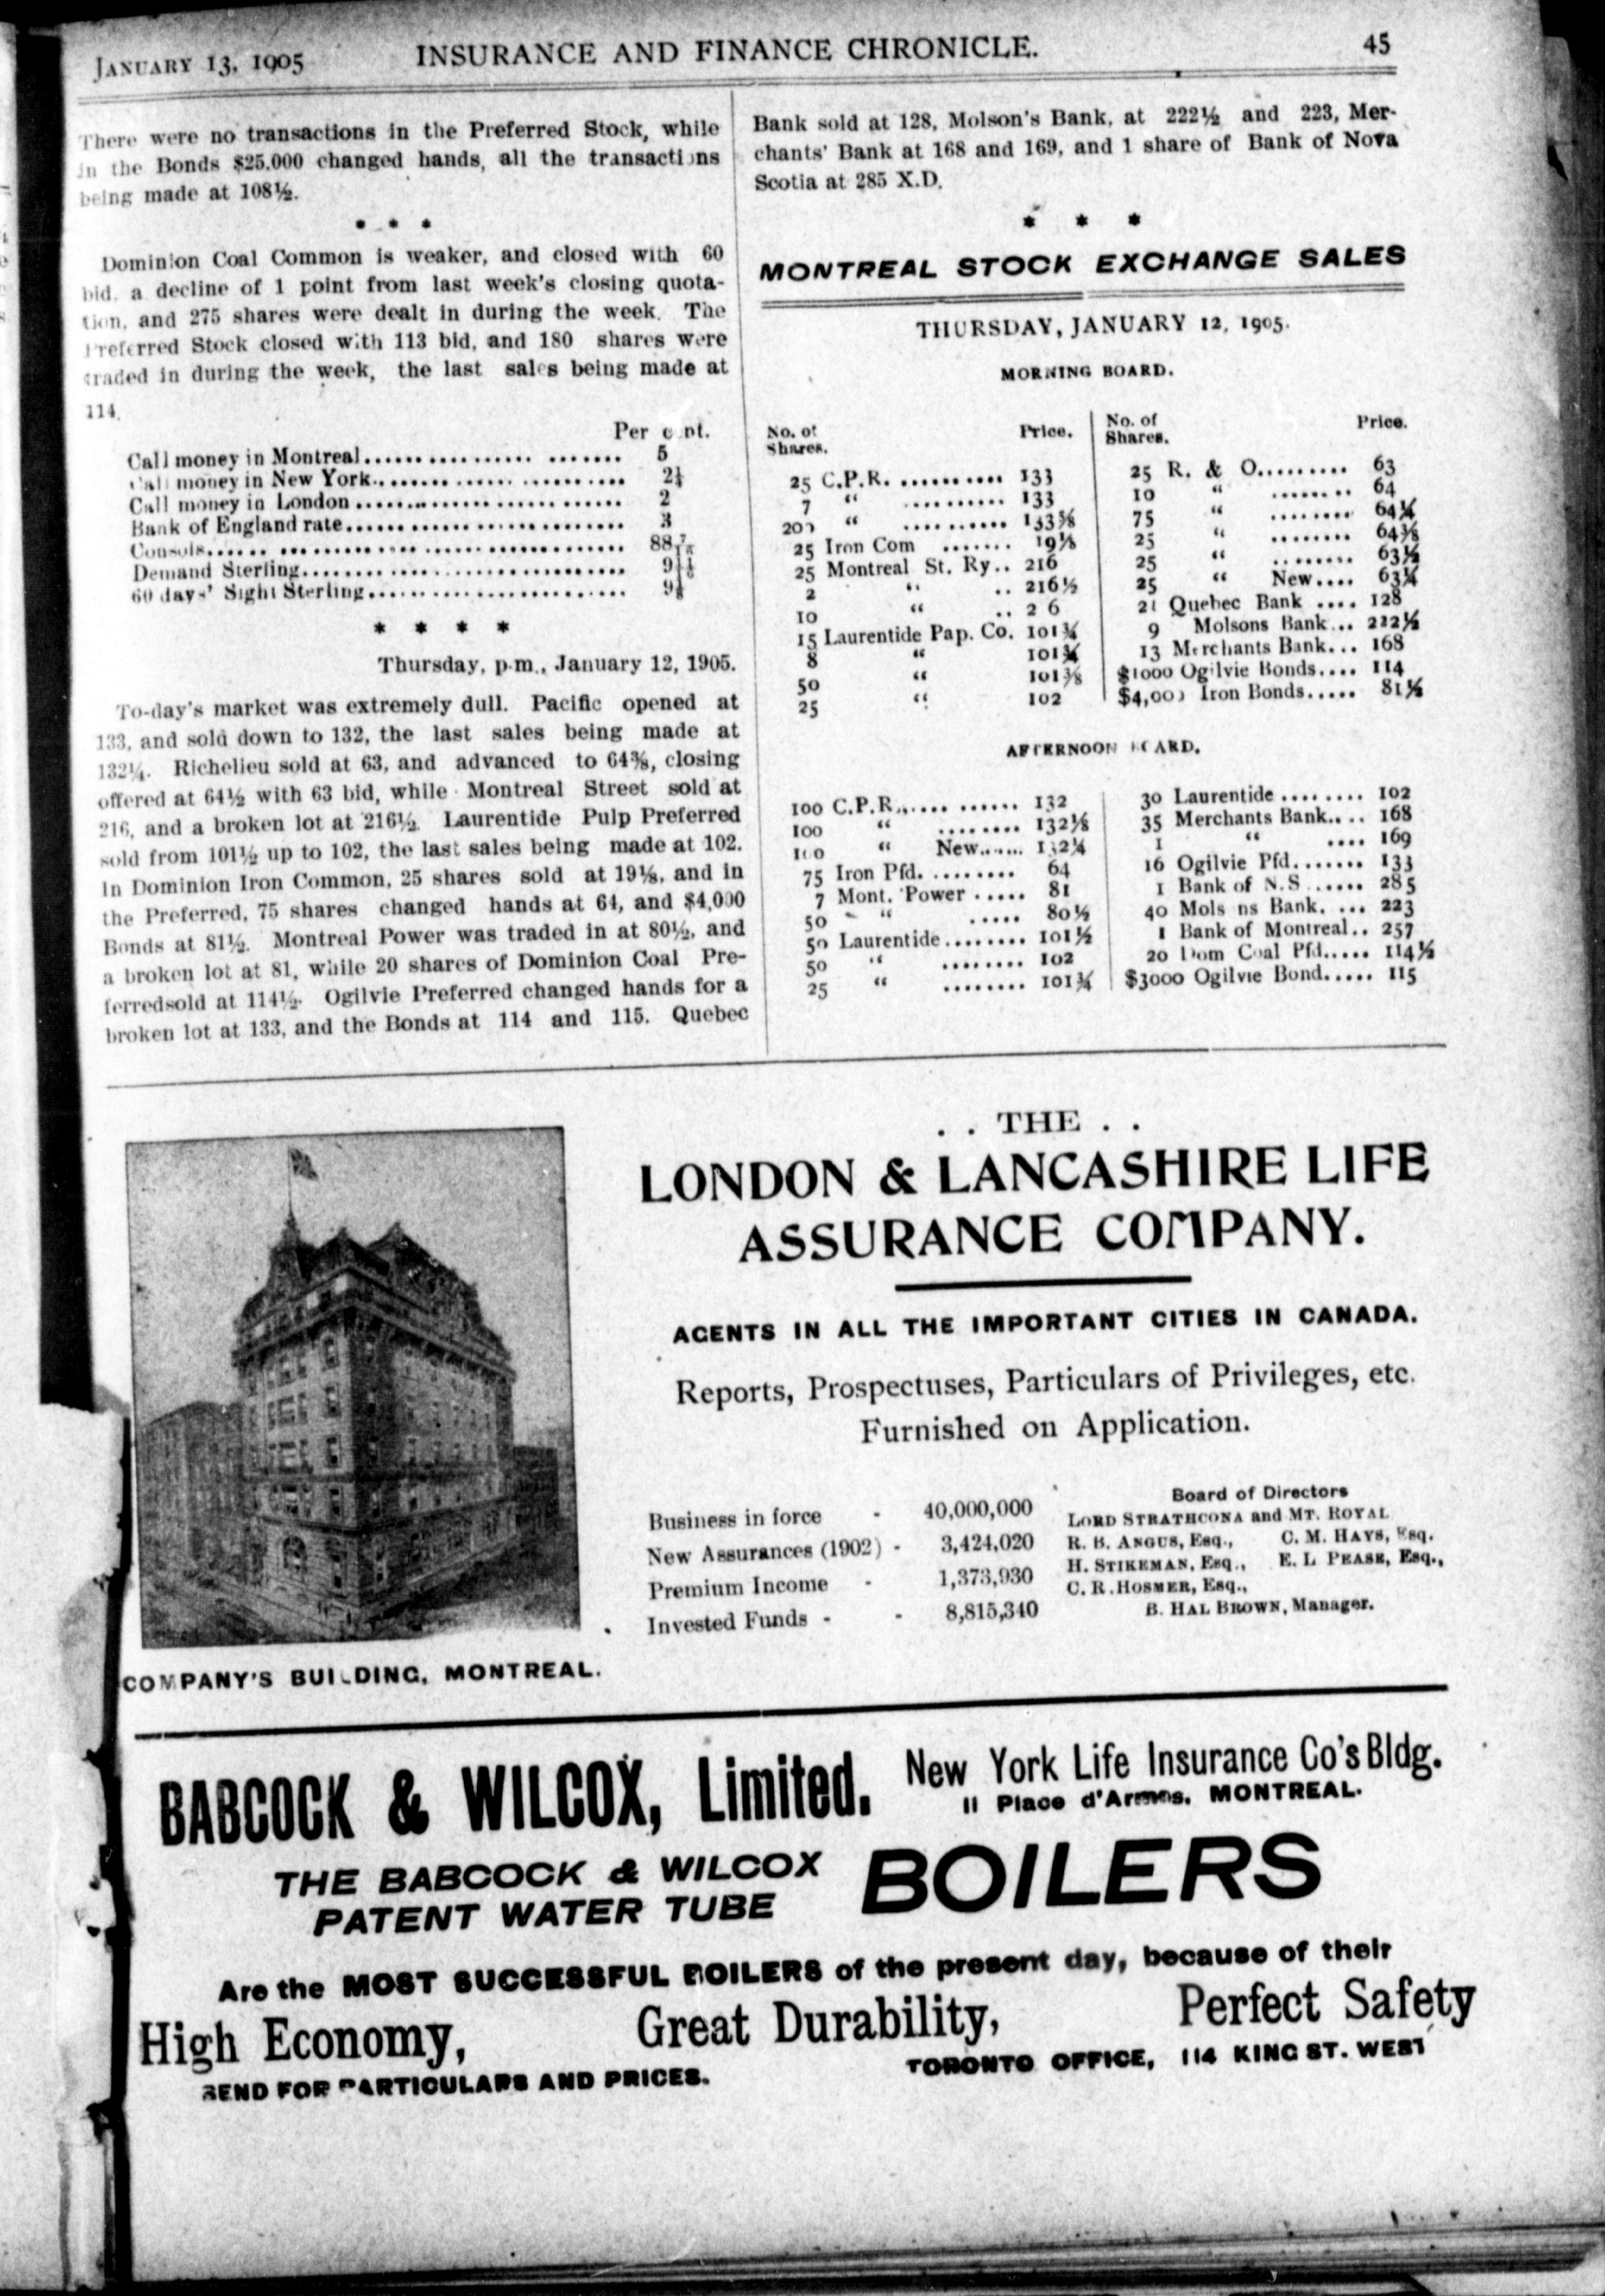 JANUARY 13, 1905 INSURANCE AND FINANCE CHRONICLE. 45
There were no transactions in the Preferred Stock, while
in the Bonds $25,000 changed hands, all the transactions
being made at 108½.
* * *
Dominion Coal Common is weaker, and closed with 60
bid, a decline of 1 point from last week's closing quota-
tion, and 275 shares were dealt in during the week. The
Preferred Stock closed with 113 bid, and 180 shares were
traded in during the week, the last sales being made at
114.
Per cent.
Call money in Montreal.... 5
Call money in New York.... 2¼
Call money in London.... 2
Bank of England rate.... 3
Consols.... 88
Demand Sterling.... 9
60 days' Sight Sterling.... 9
* * * *
Thursday, p.m., January 12, 1905.
To-day's market was extremely dull. Pacific opened at
133, and sold down to 132, the last sales being made at
132¼. Richelieu sold at 63, and advanced to 64⅜, closing
offered at 64½ with 63 bid, while Montreal Street sold at
216, and a broken lot at 216½. Laurentide Pulp Preferred
sold from 101½ up to 102, the last sales being made at 102.
In Dominion Iron Common, 25 shares sold at 19⅛, and in
the Preferred, 75 shares changed hands at 64, and $4,000
Bonds at 81½. Montreal Power was traded in at 80½, and
a broken lot at 81, while 20 shares of Dominion Coal Pre-
ferredsold at 114½. Ogilvie Preferred changed hands for a
broken lot at 133, and the Bonds at 114 and 115. Quebec
Bank sold at 128, Molson's Bank, at 222½ and 223, Mer-
chants' Bank at 168 and 169, and 1 share of Bank of Nova
Scotia at 285 X.D.
* * *
MONTREAL STOCK EXCHANGE SALES
THURSDAY, JANUARY 12, 1905.
MORNING BOARD.
No. of Shares. Price.
25 C.P.R. .... 133
7 " .... 133
200 " .... 133⅝
25 Iron Com .... 19⅛
25 Montreal St. Ry.. 216
2 " .. 216½
10 " .. 2 6
15 Laurentide Pap. Co. 101¾
8 " 101¾
50 " 101⅜
25 " 102
No. of Shares. Price.
25 R. & O.... 63
10 " .... 64
75 " .... 64¼
25 " .... 64⅜
25 " .... 63½
25 " New.... 63¼
21 Quebec Bank .... 128
9 Molsons Bank... 222½
13 Merchants Bank... 168
$1000 Ogilvie Bonds.... 114
$4,000 Iron Bonds..... 81½
AFTERNOON BOARD.
100 C.P.R.... 132
100 " .... 132⅛
100 " New.... 132¼
75 Iron Pfd. .... 64
7 Mont. Power ..... 81
50 " ..... 80½
50 Laurentide.... 101½
50 " .... 102
25 " .... 101¾
30 Laurentide .... 102
35 Merchants Bank.... 168
1 " .... 169
16 Ogilvie Pfd.... 133
1 Bank of N.S .... 285
40 Mols ns Bank. ... 223
1 Bank of Montreal.. 257
20 Dom Coal Pfd..... 114½
$3000 Ogilvie Bond..... 115
. . THE . .
LONDON & LANCASHIRE LIFE
ASSURANCE COMPANY.
AGENTS IN ALL THE IMPORTANT CITIES IN CANADA.
Reports, Prospectuses, Particulars of Privileges, etc.
Furnished on Application.
Business in force - 40,000,000
New Assurances (1902) - 3,424,020
Premium Income - 1,373,930
Invested Funds - - 8,815,340
Board of Directors
LORD STRATHCONA and MT. ROYAL
R. B. ANGUS, Esq., C. M. HAYS, Esq.
H. STIKEMAN, Esq., E. L PEASE, Esq.,
C. R. HOSMER, Esq.,
B. HAL BROWN, Manager.
COMPANY'S BUILDING, MONTREAL.
BABCOCK & WILCOX, Limited. New York Life Insurance Co's Bldg.
11 Place d'Armes, MONTREAL.
THE BABCOCK & WILCOX
PATENT WATER TUBE BOILERS
Are the MOST SUCCESSFUL BOILERS of the present day, because of their
High Economy, Great Durability, Perfect Safety
SEND FOR PARTICULARS AND PRICES. TORONTO OFFICE, 114 KING ST. WEST